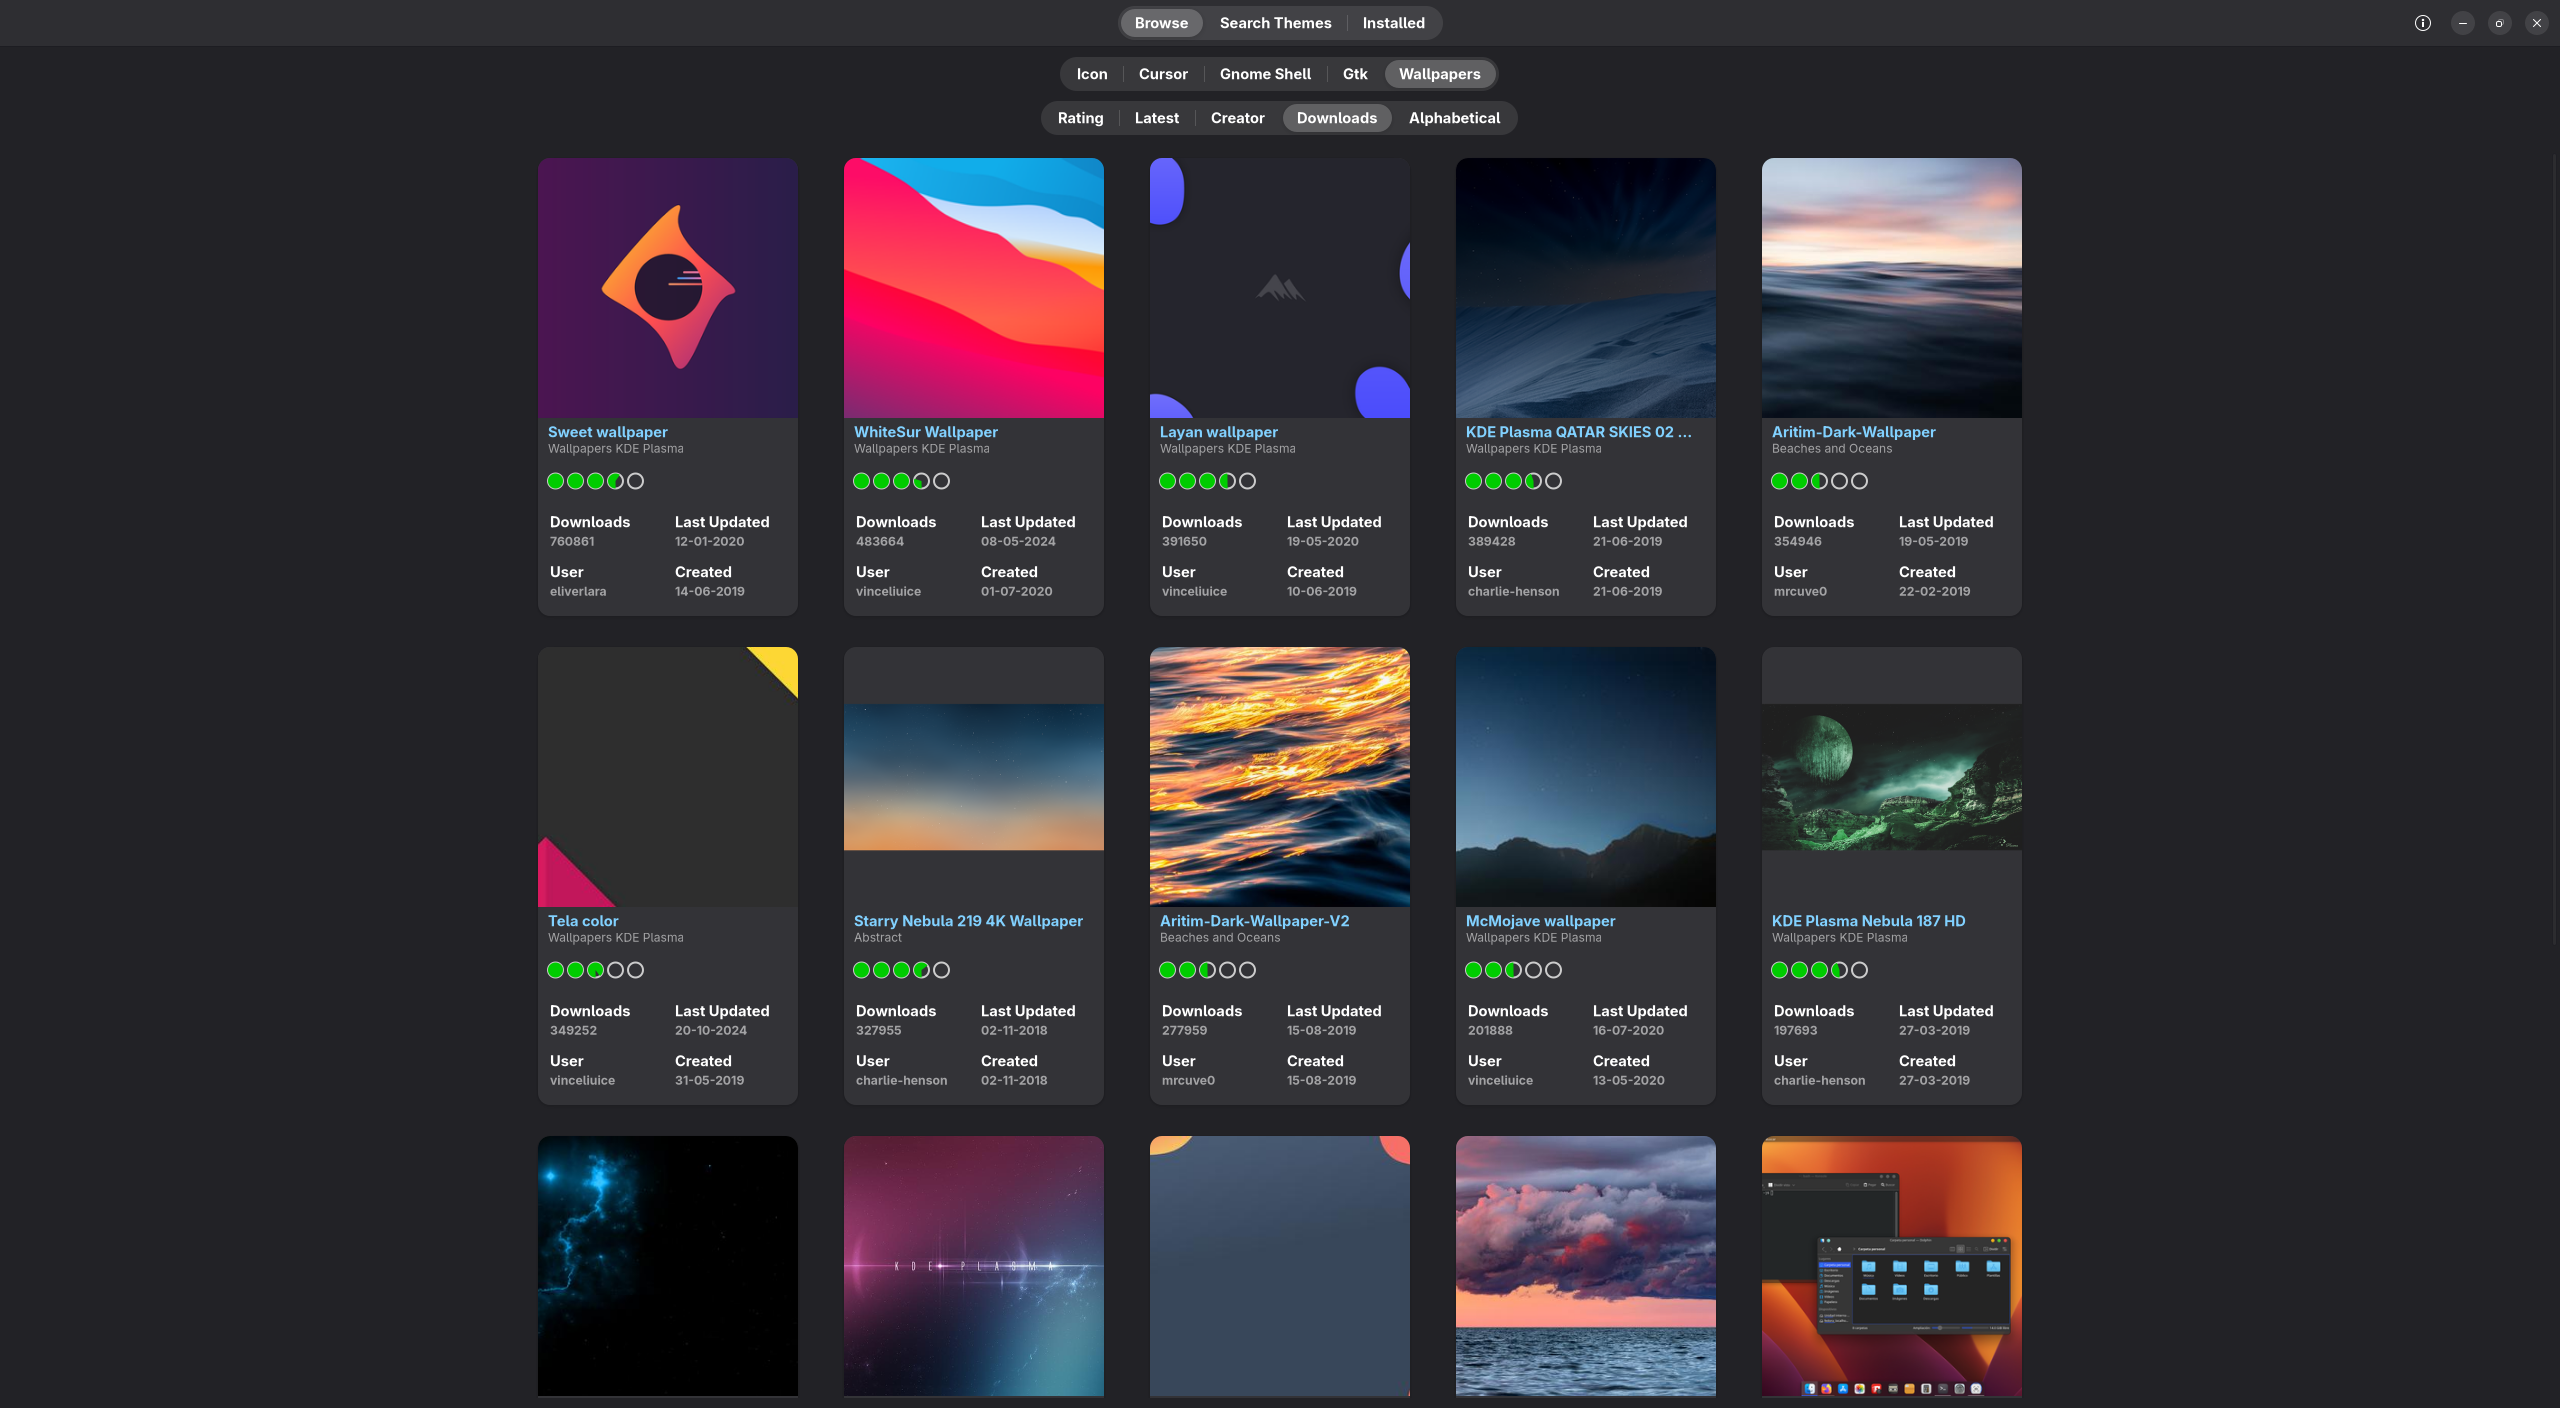 Browse Search Themes Installed
Icon Cursor Gnome Shell Gtk Wallpapers
Rating Latest Creator Downloads Alphabetical
Sweet wallpaper
Wallpapers KDE Plasma
Downloads Last Updated
760861 12-01-2020
User Created
eliverlara 14-06-2019
WhiteSur Wallpaper
Wallpapers KDE Plasma
Downloads Last Updated
483664 08-05-2024
User Created
vinceliuice 01-07-2020
Layan wallpaper
Wallpapers KDE Plasma
Downloads Last Updated
391650 19-05-2020
User Created
vinceliuice 10-06-2019
KDE Plasma QATAR SKIES 02 ...
Wallpapers KDE Plasma
Downloads Last Updated
389428 21-06-2019
User Created
charlie-henson 21-06-2019
Aritim-Dark-Wallpaper
Beaches and Oceans
Downloads Last Updated
354946 19-05-2019
User Created
mrcuve0 22-02-2019
Tela color
Wallpapers KDE Plasma
Downloads Last Updated
349252 20-10-2024
User Created
vinceliuice 31-05-2019
Starry Nebula 219 4K Wallpaper
Abstract
Downloads Last Updated
327955 02-11-2018
User Created
charlie-henson 02-11-2018
Aritim-Dark-Wallpaper-V2
Beaches and Oceans
Downloads Last Updated
277959 15-08-2019
User Created
mrcuve0 15-08-2019
McMojave wallpaper
Wallpapers KDE Plasma
Downloads Last Updated
201888 16-07-2020
User Created
vinceliuice 13-05-2020
KDE Plasma Nebula 187 HD
Wallpapers KDE Plasma
Downloads Last Updated
197693 27-03-2019
User Created
charlie-henson 27-03-2019
KDE PLASMA